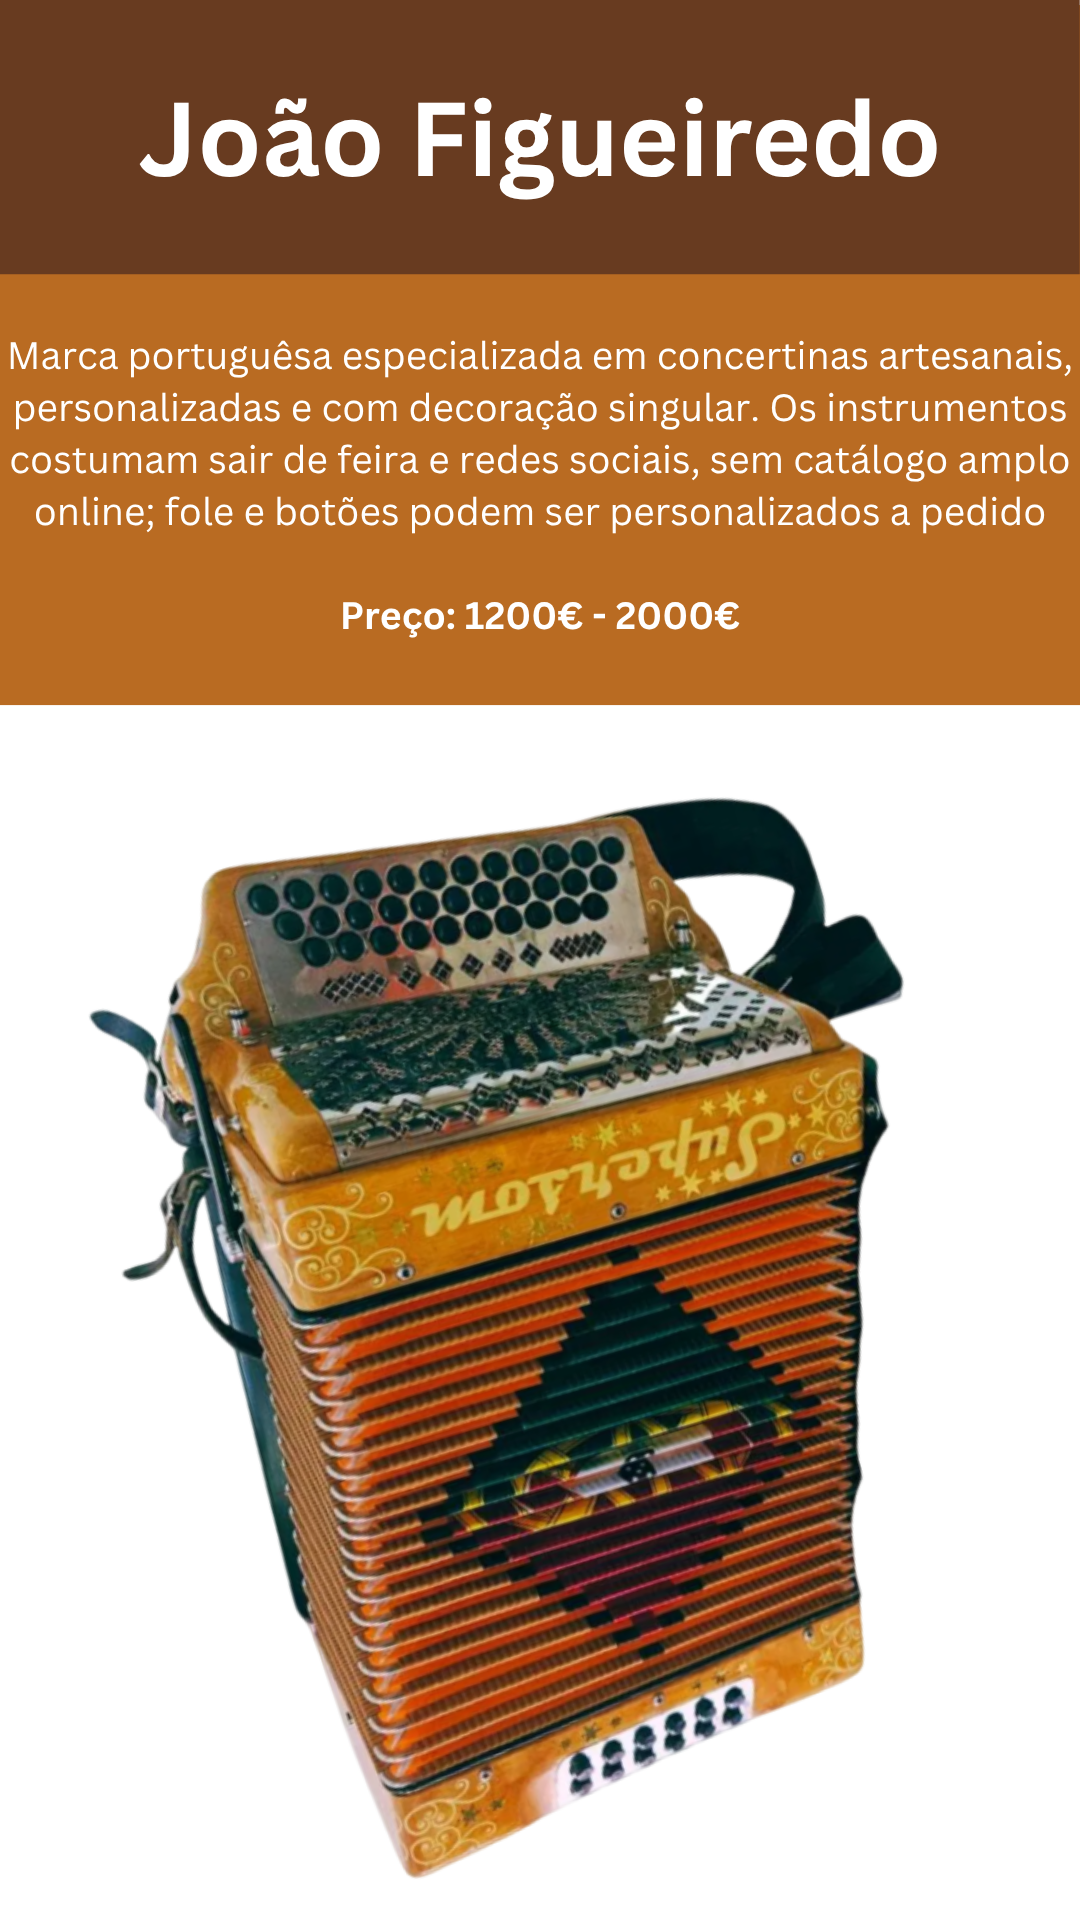 João Figueiredo
Marca portuguêsa especializada em concertinas artesanais,
personalizadas e com decoração singular. Os instrumentos
costumam sair de feira e redes sociais, sem catálogo amplo
online; fole e botões podem ser personalizados a pedido
Preço: 1200€ - 2000€
Supersom